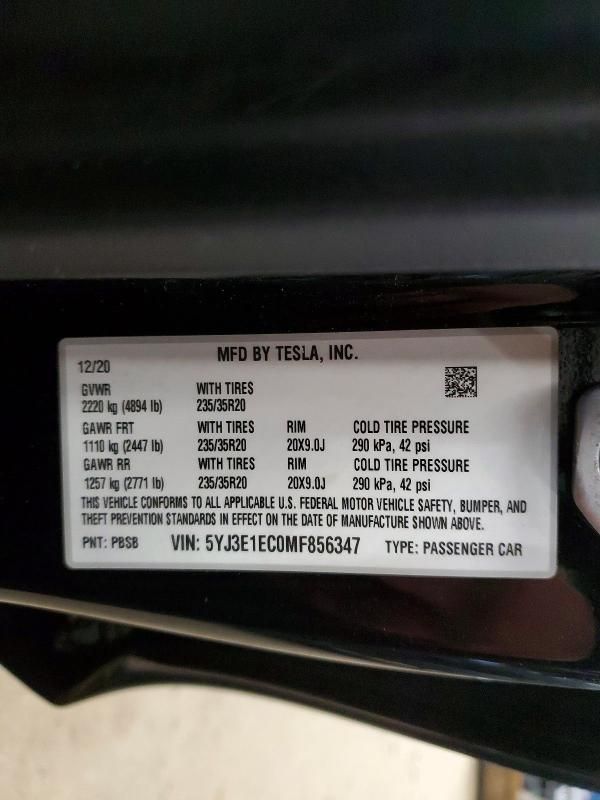 MFD BY TESLA, INC.
12/20
GVWR WITH TIRES
2220 kg (4894 lb) 235/35R20
GAWR FRT WITH TIRES RIM COLD TIRE PRESSURE
1110 kg (2447 lb) 235/35R20 20X9.0J 290 kPa, 42 psi
GAWR RR WITH TIRES RIM COLD TIRE PRESSURE
1257 kg (2771 lb) 235/35R20 20X9.0J 290 kPa, 42 psi
THIS VEHICLE CONFORMS TO ALL APPLICABLE U.S. FEDERAL MOTOR VEHICLE SAFETY, BUMPER, AND
THEFT PREVENTION STANDARDS IN EFFECT ON THE DATE OF MANUFACTURE SHOWN ABOVE.
PNT: PBSB VIN: 5YJ3E1EC0MF856347 TYPE: PASSENGER CAR